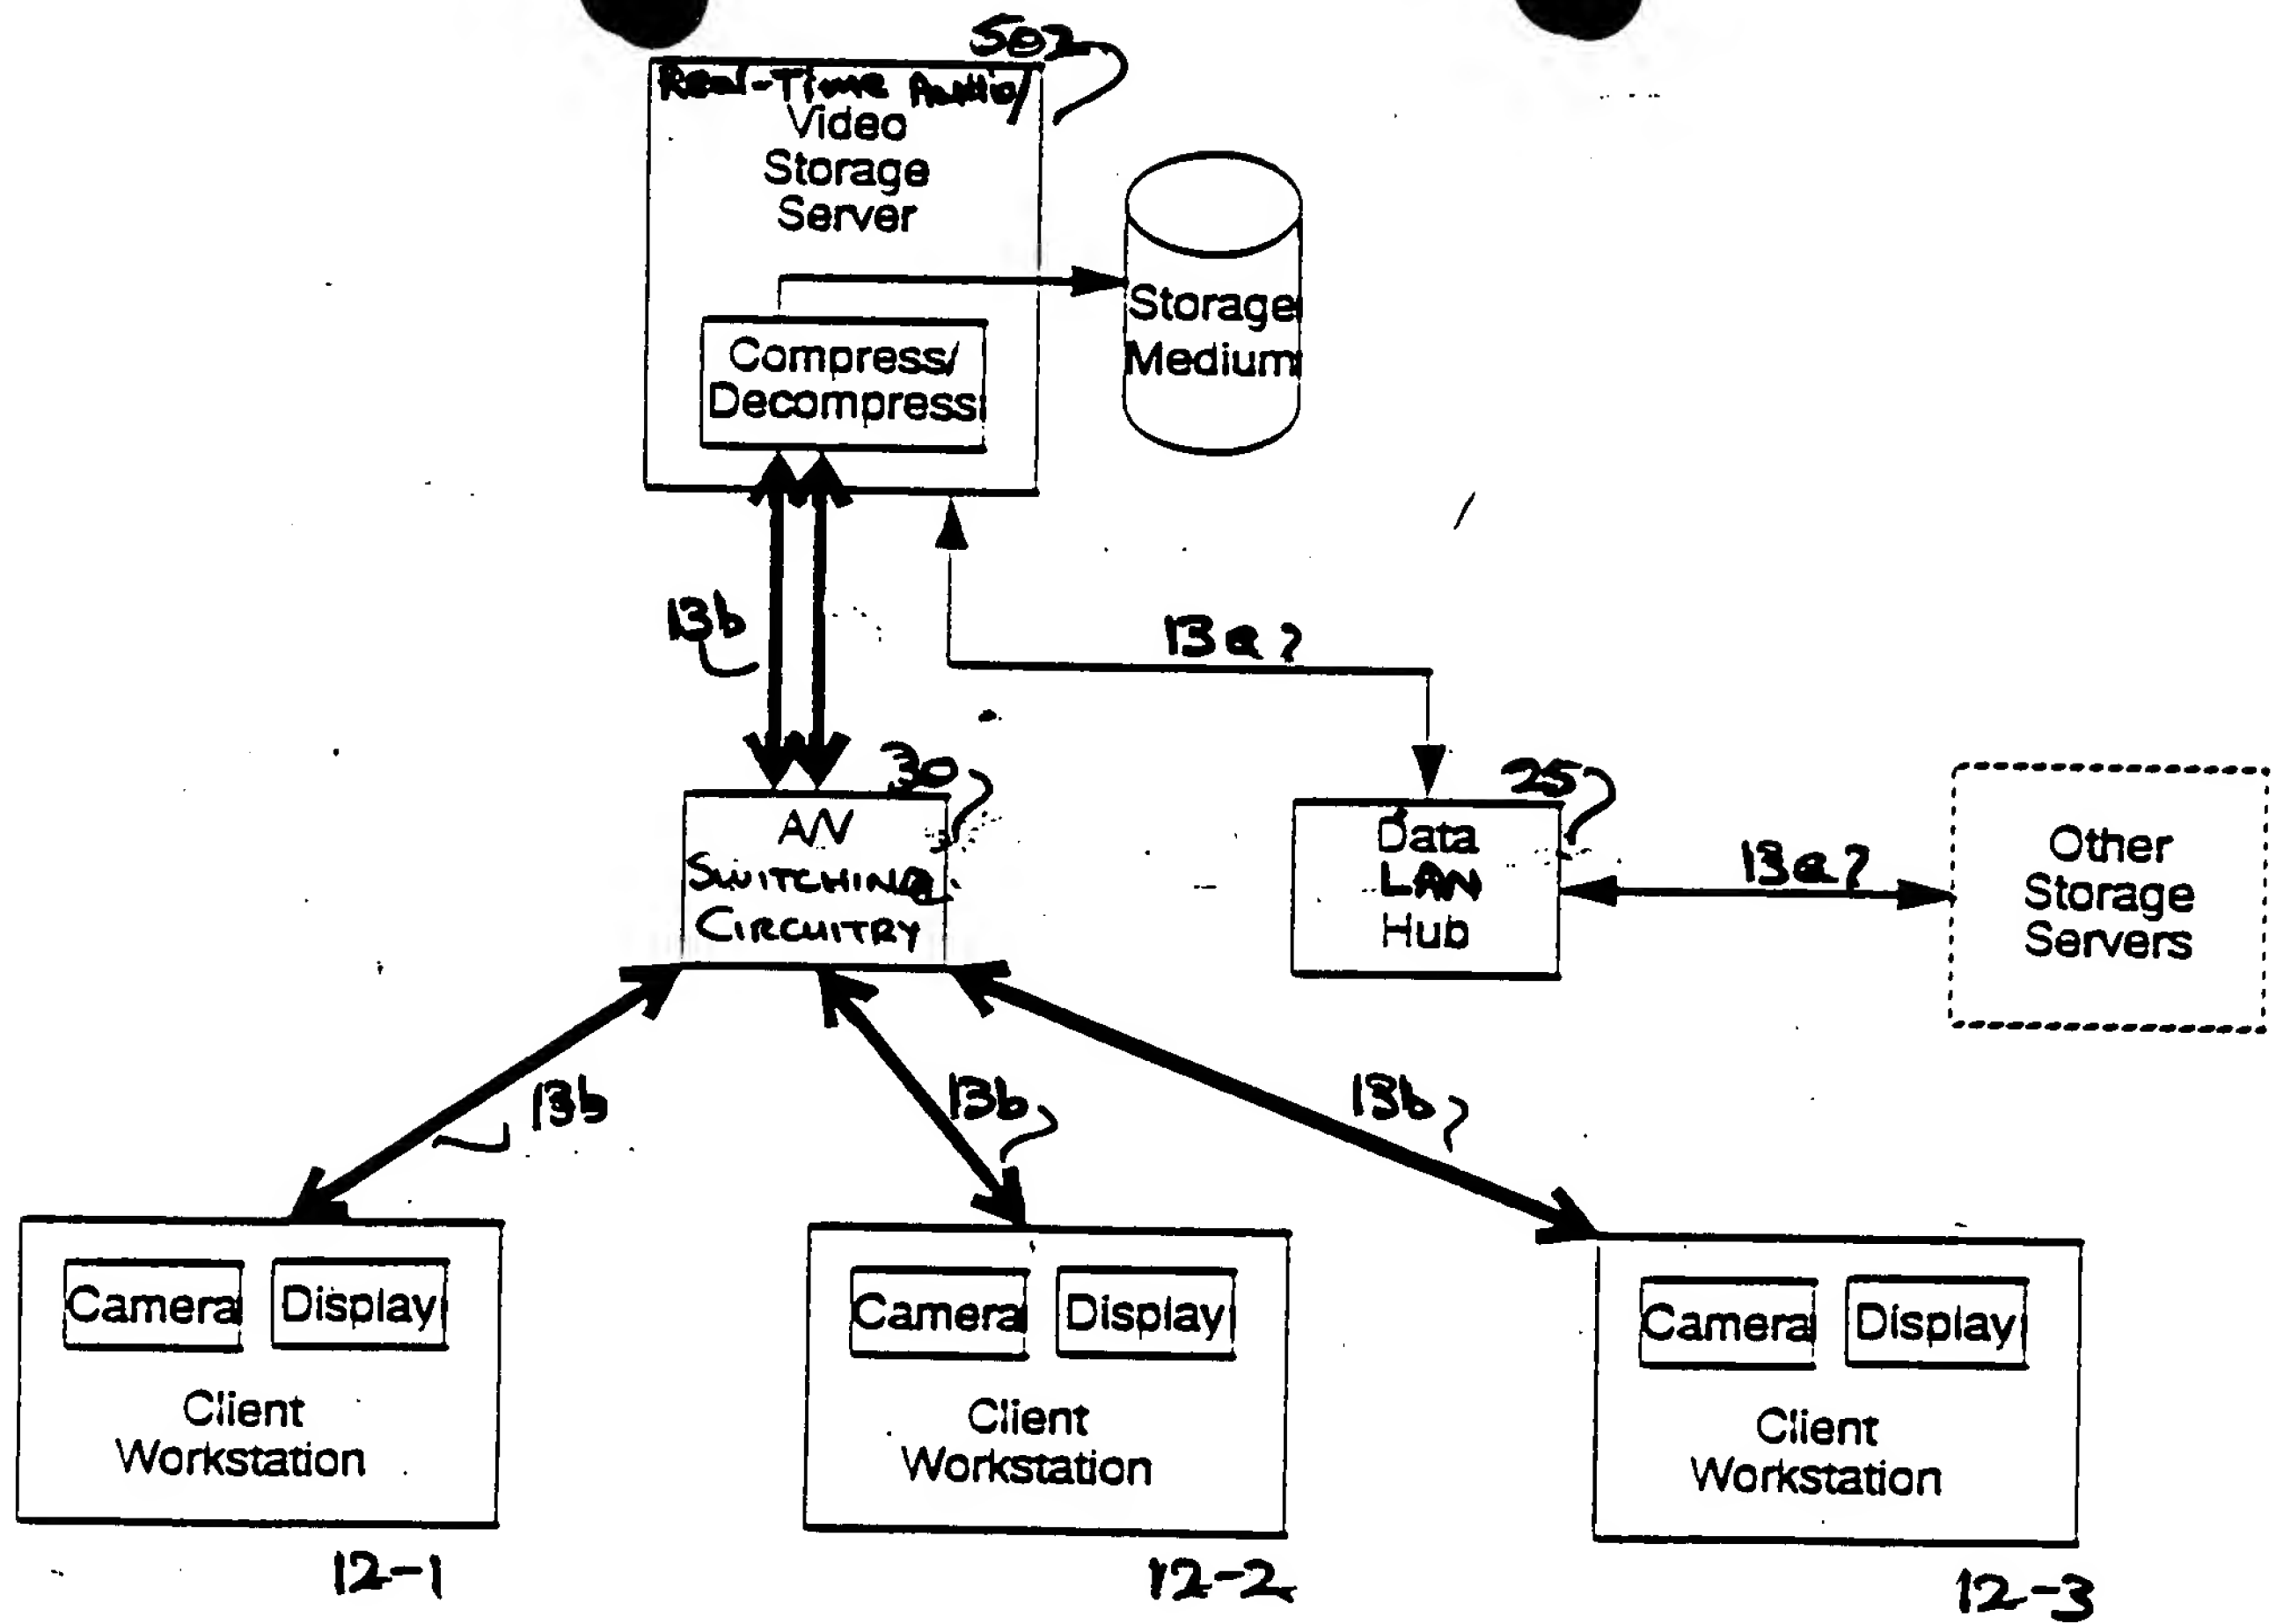 502
Real-Time Audio/
Video
Storage
Server
Compress/
Decompress
Storage
Medium
13b
13a
30
A/V
SWITCHING
CIRCUITRY
25
Data
LAN
Hub
13a
Other
Storage
Servers
13b
13b
13b
Camera
Display
Client
Workstation
12-1
Camera
Display
Client
Workstation
12-2
Camera
Display
Client
Workstation
12-3